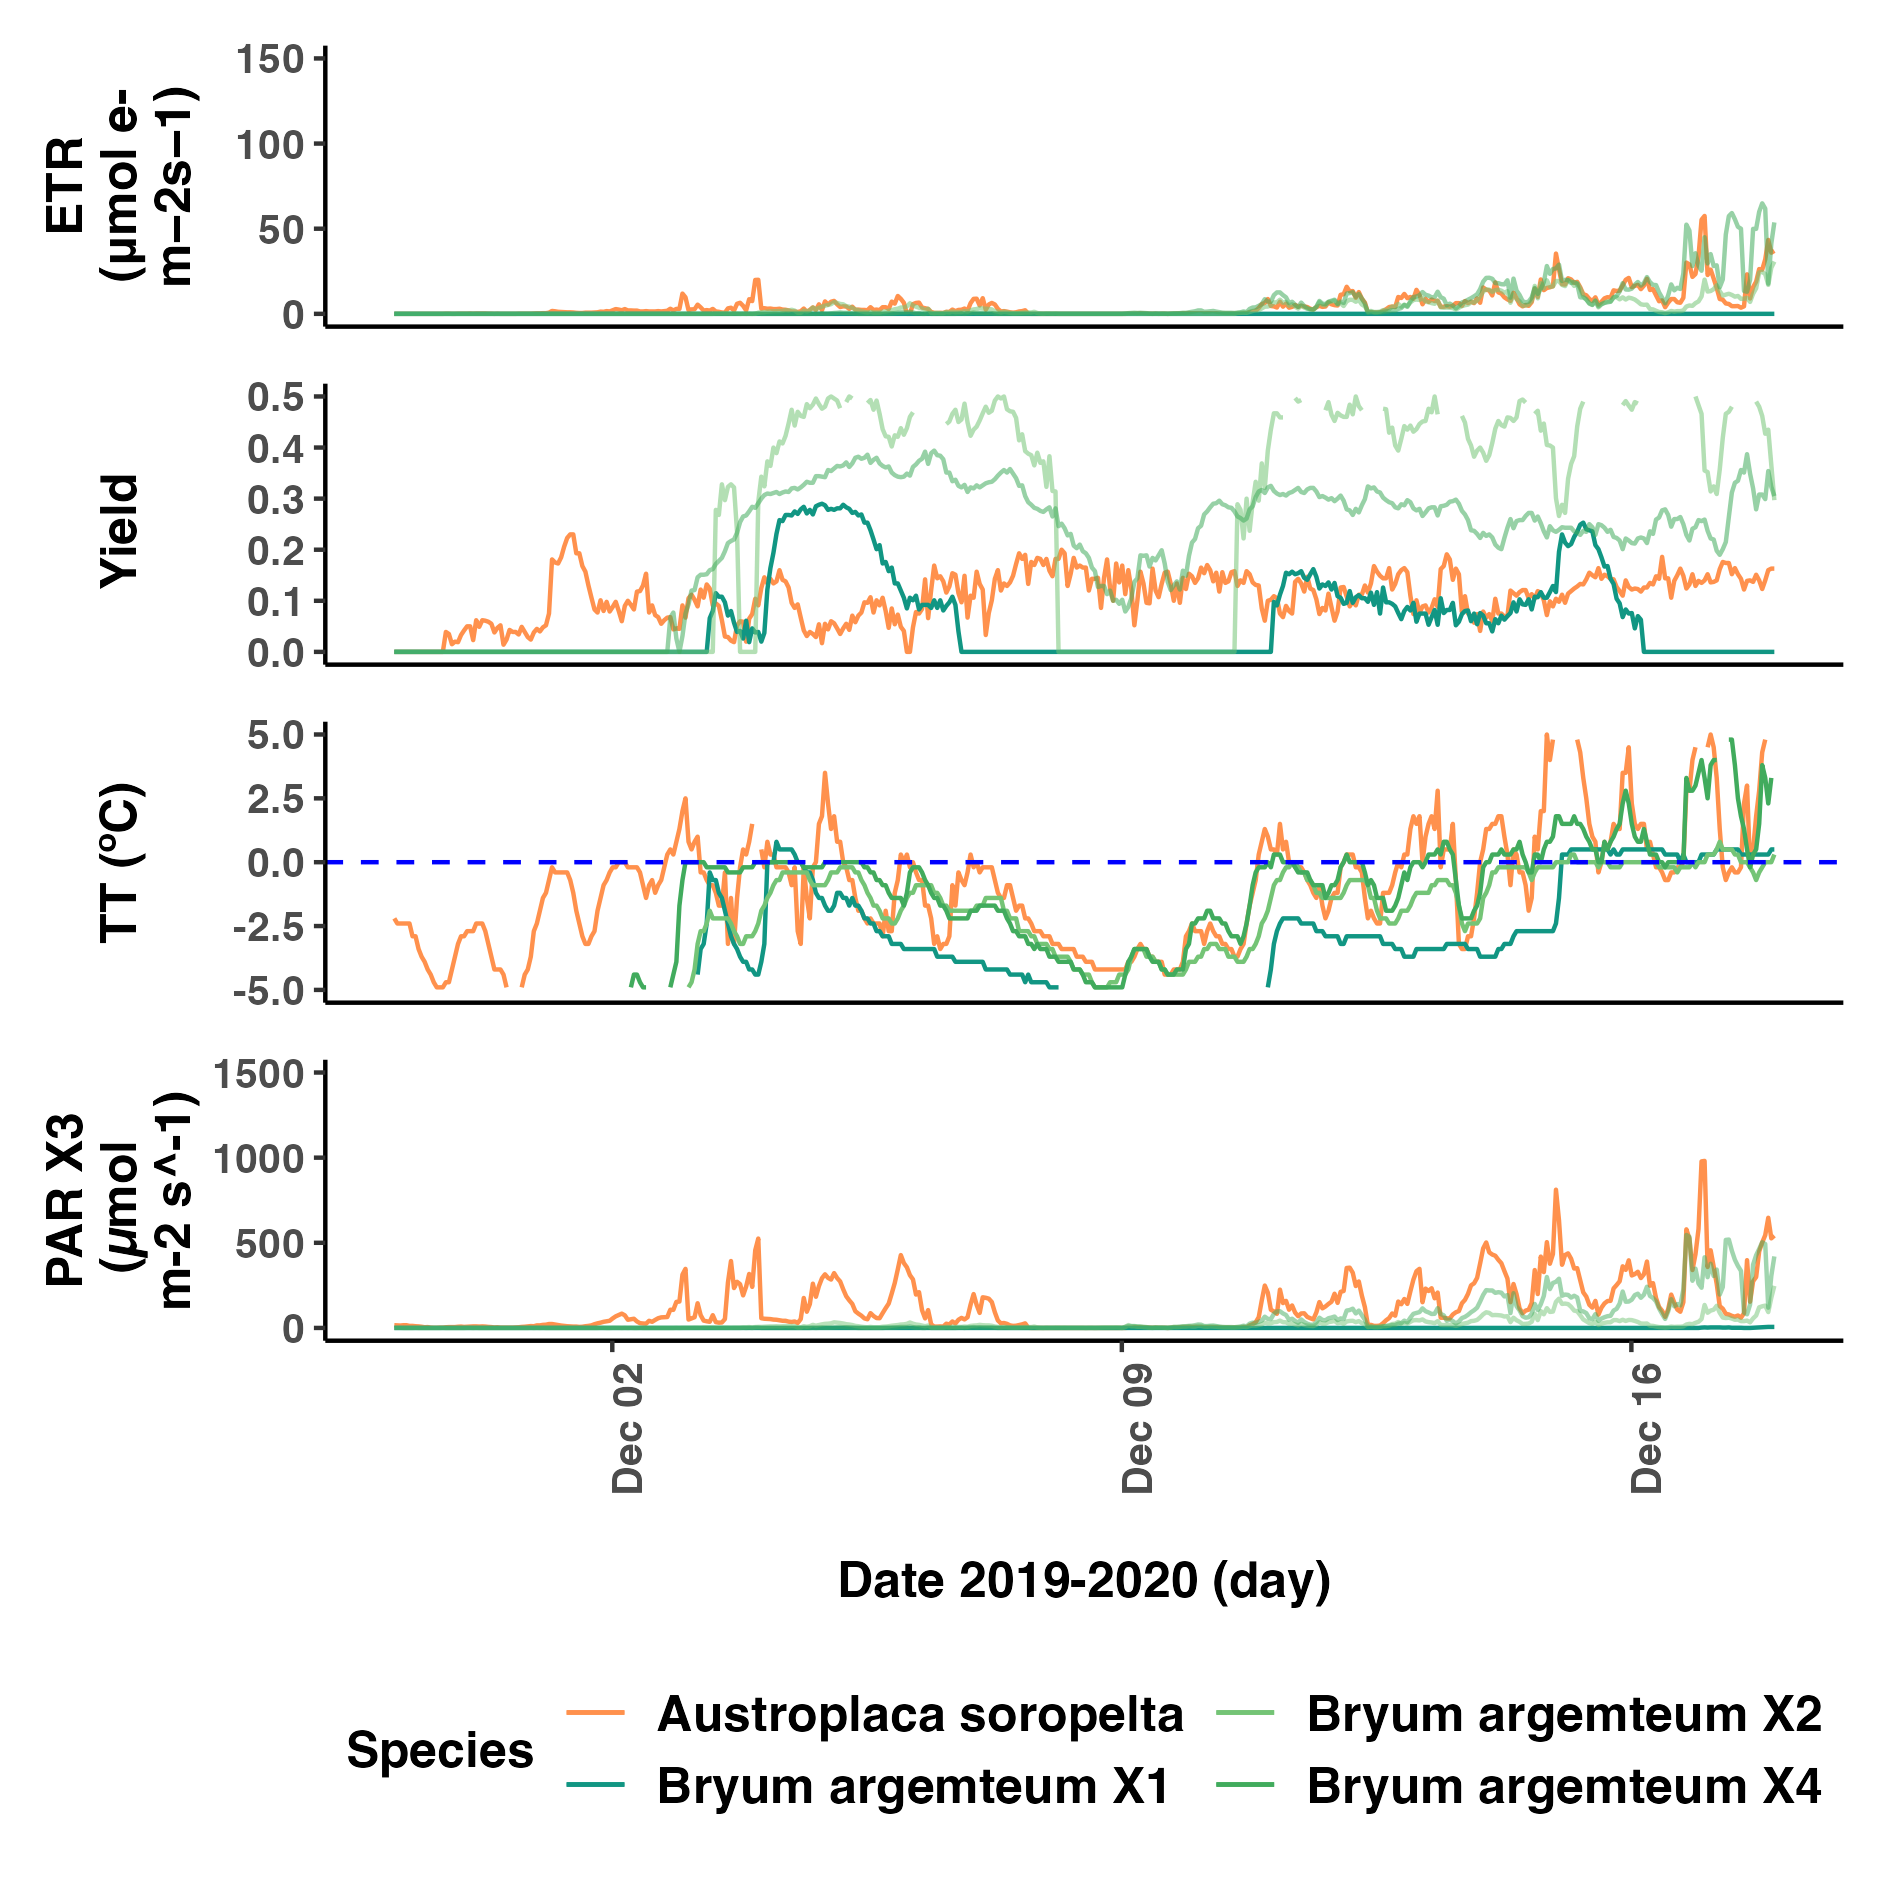 ETR
(µmol e-
m−2s−1)
150
100
50
0
Yield
0.5
0.4
0.3
0.2
0.1
0.0
TT (ºC)
5.0
2.5
0.0
-2.5
-5.0
PAR X3
(µmol
m-2 s^-1)
1500
1000
500
0
Dec 02
Dec 09
Dec 16
Date 2019-2020 (day)
Species
Austroplaca soropelta
Bryum argemteum X2
Bryum argemteum X1
Bryum argemteum X4